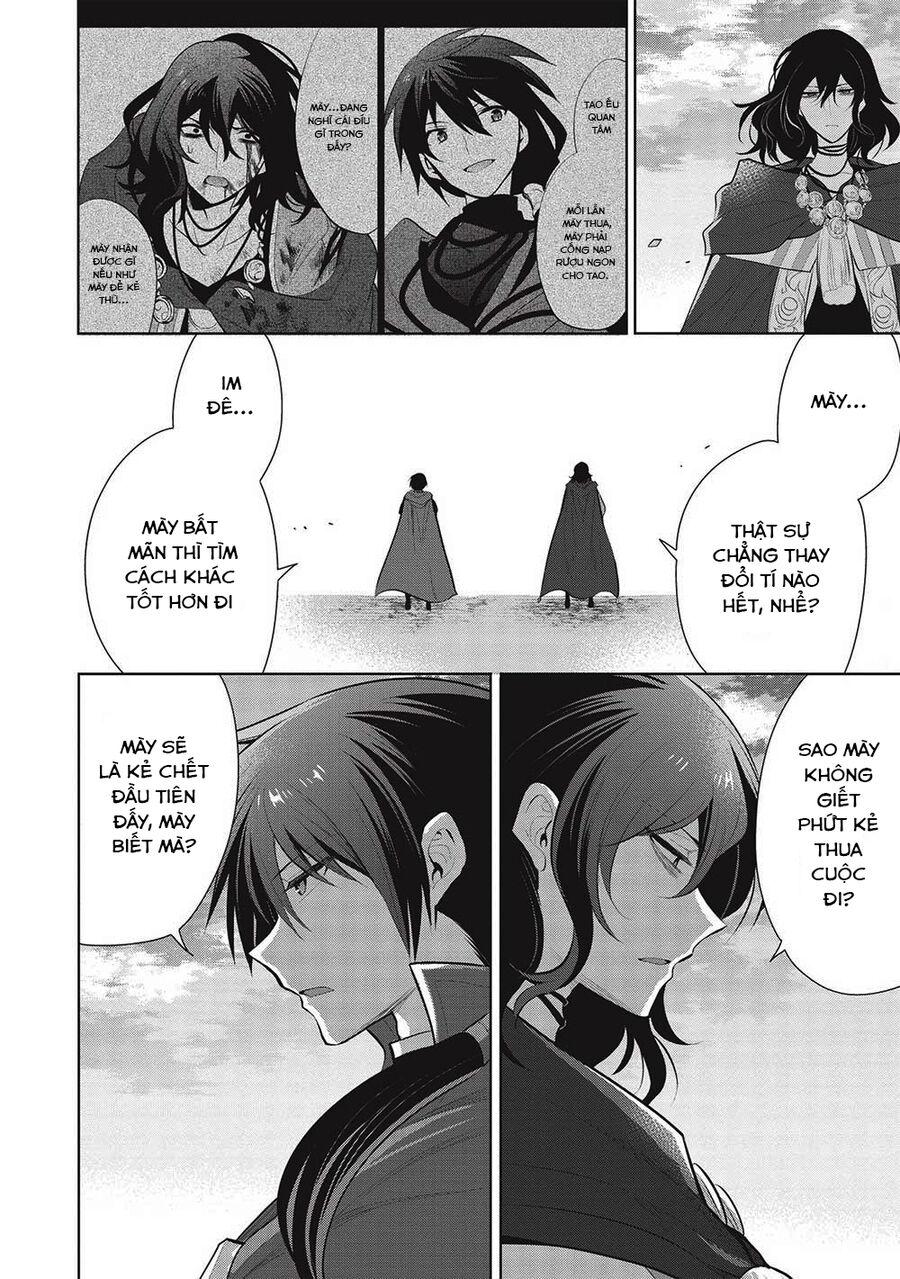 TAO ẾU
QUAN
TÂM
MỖI LẦN
MÀY THUA,
MÀY PHẢI
CỐNG NẠP
RƯỢU NGON
CHO TAO.
MÀY...ĐANG
NGHĨ CÁI ĐÍU
GÌ TRONG
ĐẦY?
MÀY NHẬN
ĐƯỢC GÌ
NẾU NHƯ
MÀY ĐỂ KẺ
THÙ...
MÀY...
THẬT SỰ
CHẲNG THAY
ĐỔI TÍ NÀO
HẾT, NHỂ?
IM
ĐÊ...
MÀY BẤT
MÃN THÌ TÌM
CÁCH KHÁC
TỐT HƠN ĐI
SAO MÀY
KHÔNG
GIẾT
PHỨT KẺ
THUA
CUỘC
ĐI?
MÀY SẼ
LÀ KẺ CHẾT
ĐẦU TIÊN
ĐẤY, MÀY
BIẾT MÀ?